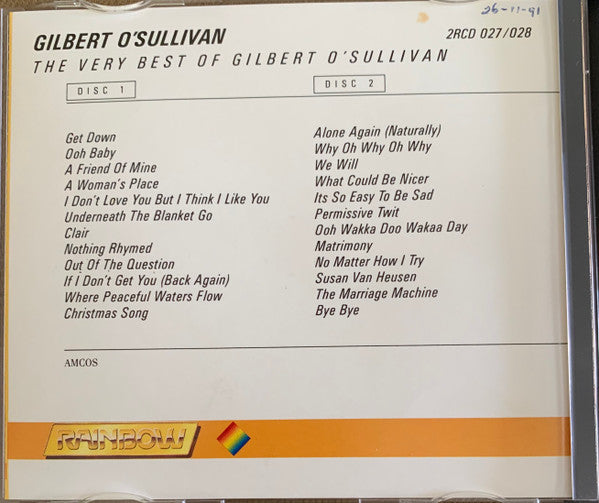 26-11-91
GILBERT O'SULLIVAN
2RCD 027/028
THE VERY BEST OF GILBERT O'SULLIVAN
DISC 1
Get Down
Ooh Baby
A Friend Of Mine
A Woman's Place
I Don't Love You But I Think I Like You
Underneath The Blanket Go
Clair
Nothing Rhymed
Out Of The Question
If I Don't Get You (Back Again)
Where Peaceful Waters Flow
Christmas Song
DISC 2
Alone Again (Naturally)
Why Oh Why Oh Why
We Will
What Could Be Nicer
Its So Easy To Be Sad
Permissive Twit
Ooh Wakka Doo Wakaa Day
Matrimony
No Matter How I Try
Susan Van Heusen
The Marriage Machine
Bye Bye
AMCOS
RAINBOW